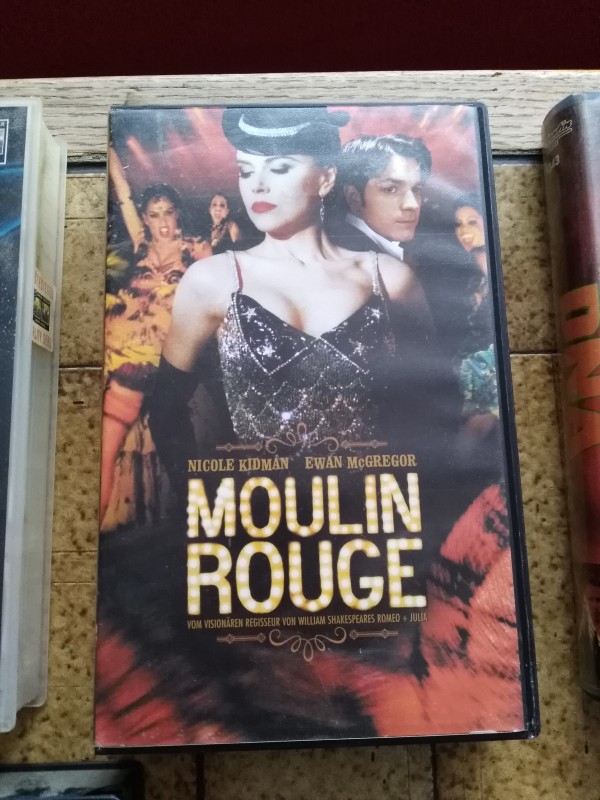 NICOLE KIDMAN EWAN McGREGOR
MOULIN
ROUGE
VOM VISIONÄREN REGISSEUR VON WILLIAM SHAKESPEARES ROMEO + JULIA